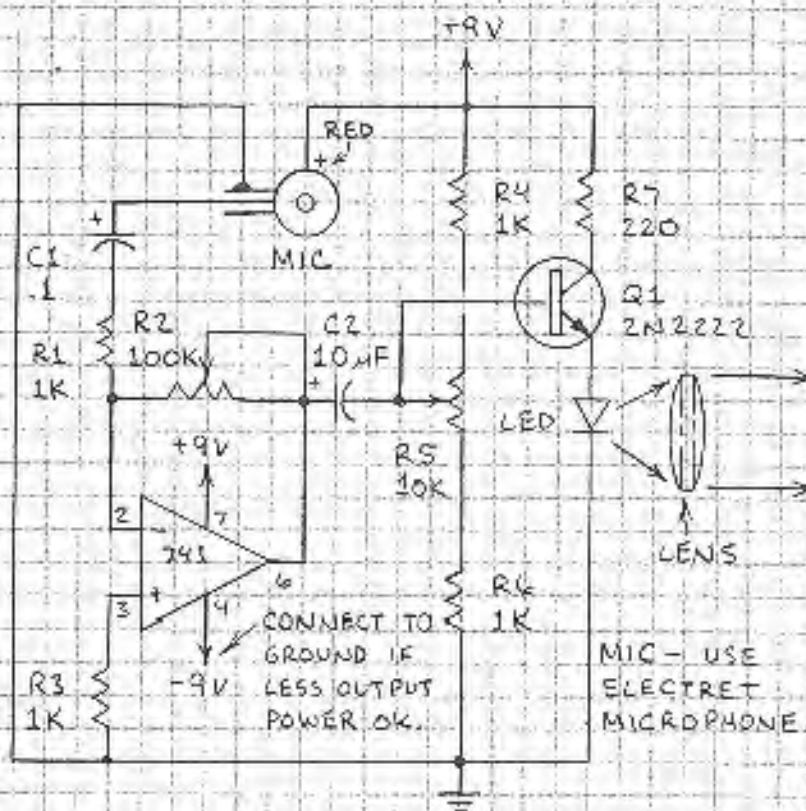 +9V
RED
+
MIC
R4
1K
R7
220
+
C1
.1
Q1
2N2222
R1
1K
R2
100K
C2
10µF
+
R5
10K
LED
LENS
+9V
2
-
7
741
6
3
+
4
-9V
CONNECT TO
GROUND IF
LESS OUTPUT
POWER OK.
R3
1K
R6
1K
MIC - USE
ELECTRET
MICROPHONE.